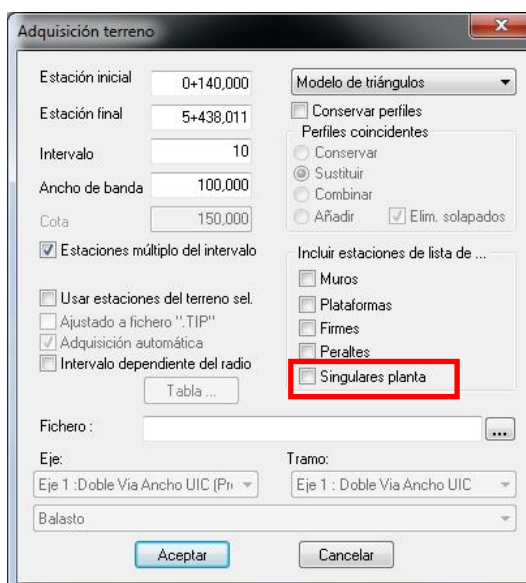 Adquisición terreno
Estación inicial 0+140,000
Estación final 5+438,011
Intervalo 10
Ancho de banda 100,000
Cota 150,000
Estaciones múltiplo del intervalo
Usar estaciones del terreno sel.
Ajustado a fichero ".TIP"
Adquisición automática
Intervalo dependiente del radio
Tabla ...
Modelo de triángulos
Conservar perfiles
Perfiles coincidentes
Conservar
Sustituir
Combinar
Añadir Elim. solapados
Incluir estaciones de lista de ...
Muros
Plataformas
Firmes
Peraltes
Singulares planta
Fichero : ...
Eje: Tramo:
Eje 1 :Doble Via Ancho UIC (Pri Eje 1 : Doble Via Ancho UIC
Balasto
Aceptar Cancelar